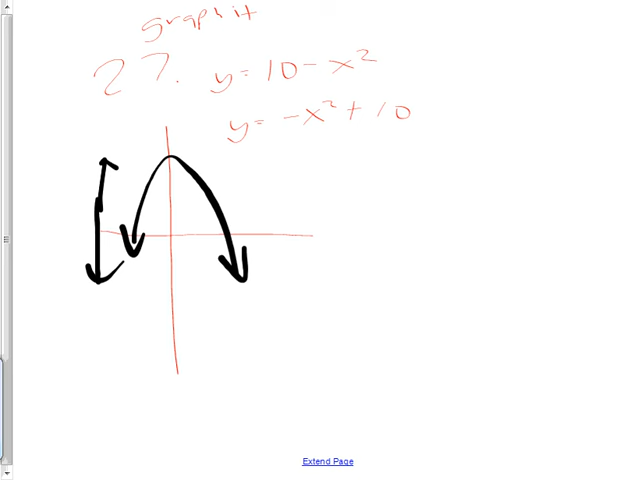 graph it
27. y = 10 - x²
y = -x² + 10
Extend Page